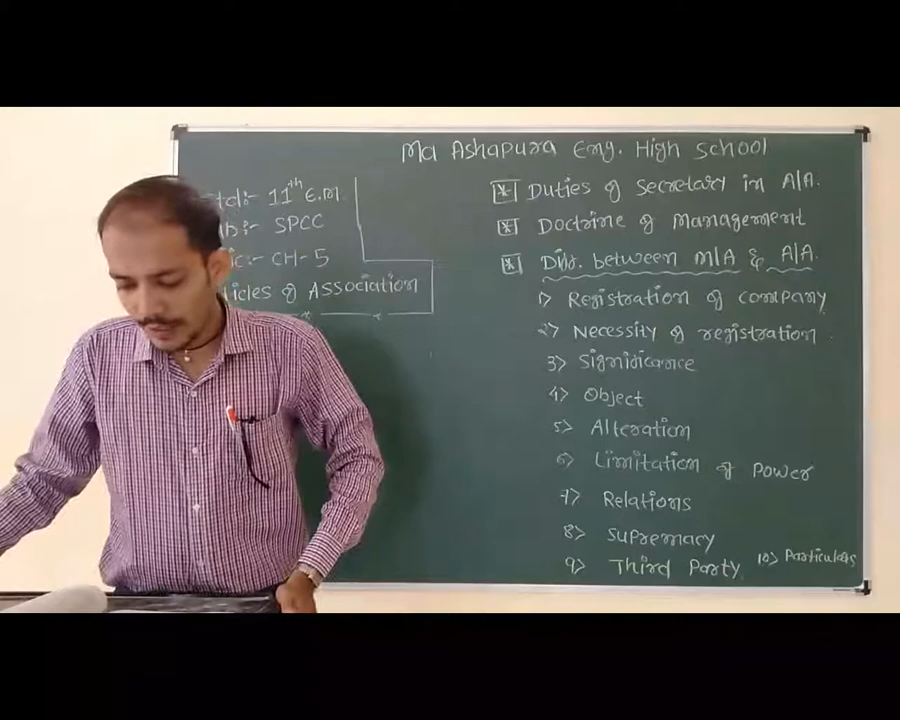 Ma Ashapura Eng. High School
Std:- 11th E.M.
Sub:- SPCC
CH-5
Articles of Association
* Duties of secretary in A/A.
* Doctrine of management
* Dis. between M/A & A/A.
1> Registration of company
2> Necessity of registration
3> Significance
4> Object
5> Alteration
6> Limitation of Power
7> Relations
8> Supremacy
9> Third Party
10> Particulars